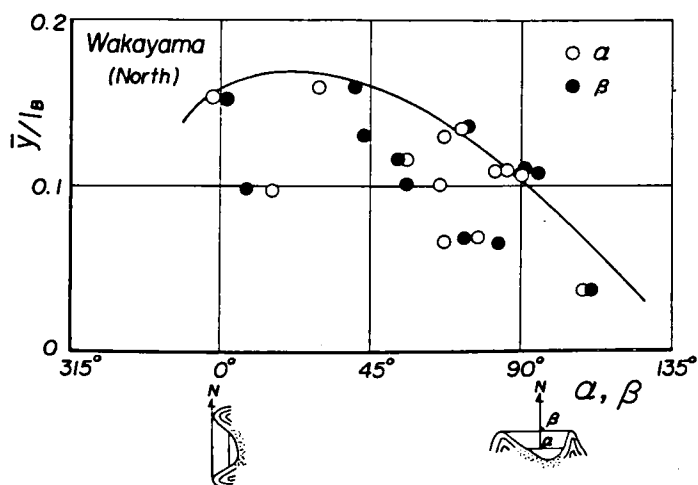 0.2
Wakayama
(North)
○ α
● β
ȳ/l_B
0.1
0
315° 0° 45° 90° 135°
α, β
N
N
β
α